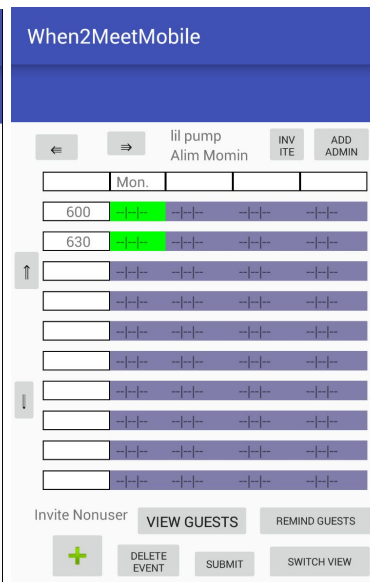 When2MeetMobile
⇚ ⇛ lil pump INV ADD
Alim Momin ITE ADMIN
Mon.
600 --|--|-- --|--|-- --|--|-- --|--|--
630 --|--|-- --|--|-- --|--|-- --|--|--
--|--|-- --|--|-- --|--|-- --|--|--
--|--|-- --|--|-- --|--|-- --|--|--
--|--|-- --|--|-- --|--|-- --|--|--
--|--|-- --|--|-- --|--|-- --|--|--
--|--|-- --|--|-- --|--|-- --|--|--
--|--|-- --|--|-- --|--|-- --|--|--
--|--|-- --|--|-- --|--|-- --|--|--
--|--|-- --|--|-- --|--|-- --|--|--
Invite Nonuser VIEW GUESTS REMIND GUESTS
+ DELETE
EVENT SUBMIT SWITCH VIEW